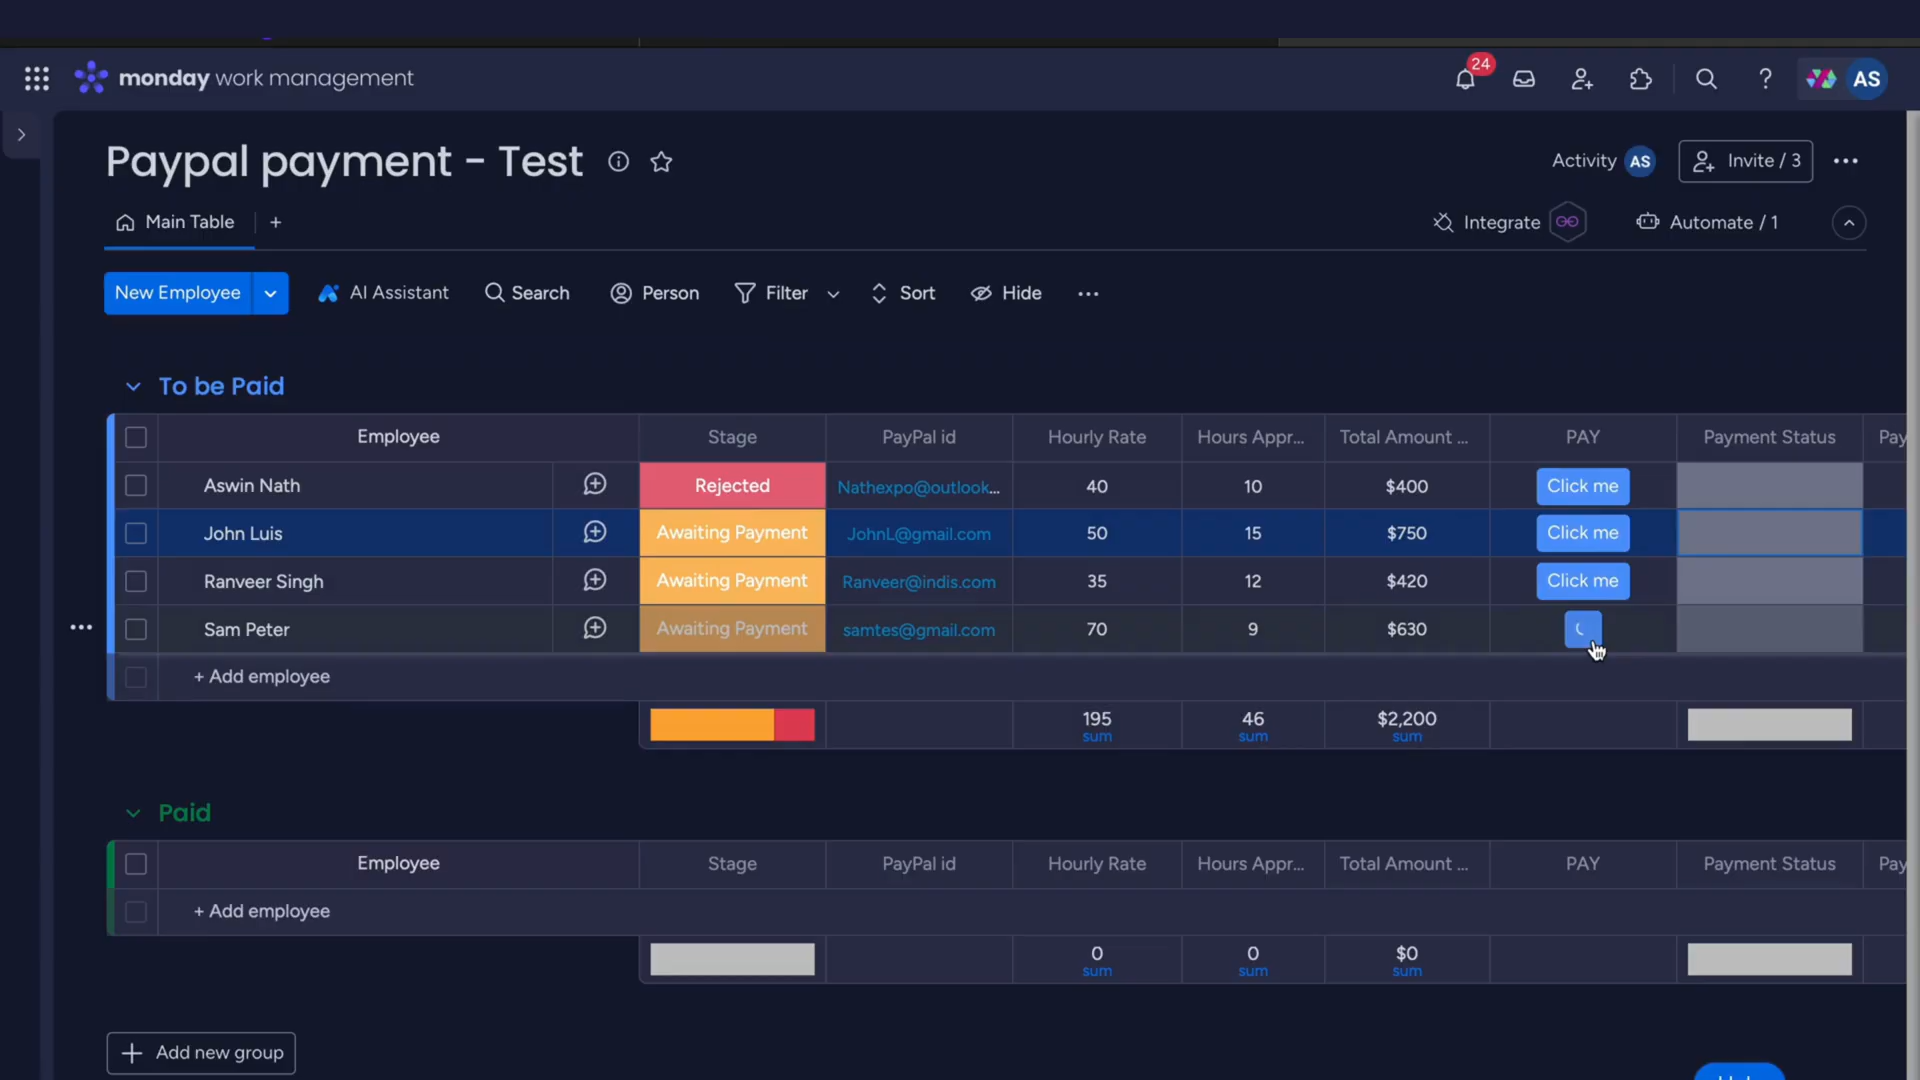 monday work management
24
AS
Paypal payment - Test
Activity AS
Invite / 3
Main Table
+
Integrate
Automate / 1
New Employee
AI Assistant
Search
Person
Filter
Sort
Hide
To be Paid
Employee Stage PayPal id Hourly Rate Hours Appr... Total Amount ... PAY Payment Status Pay
Aswin Nath Rejected Nathexpo@outlook... 40 10 $400 Click me
John Luis Awaiting Payment JohnL@gmail.com 50 15 $750 Click me
Ranveer Singh Awaiting Payment Ranveer@indis.com 35 12 $420 Click me
Sam Peter Awaiting Payment samtes@gmail.com 70 9 $630
+ Add employee
195 46 $2,200
sum sum sum
Paid
Employee Stage PayPal id Hourly Rate Hours Appr... Total Amount ... PAY Payment Status Pay
+ Add employee
0 0 $0
sum sum sum
+ Add new group